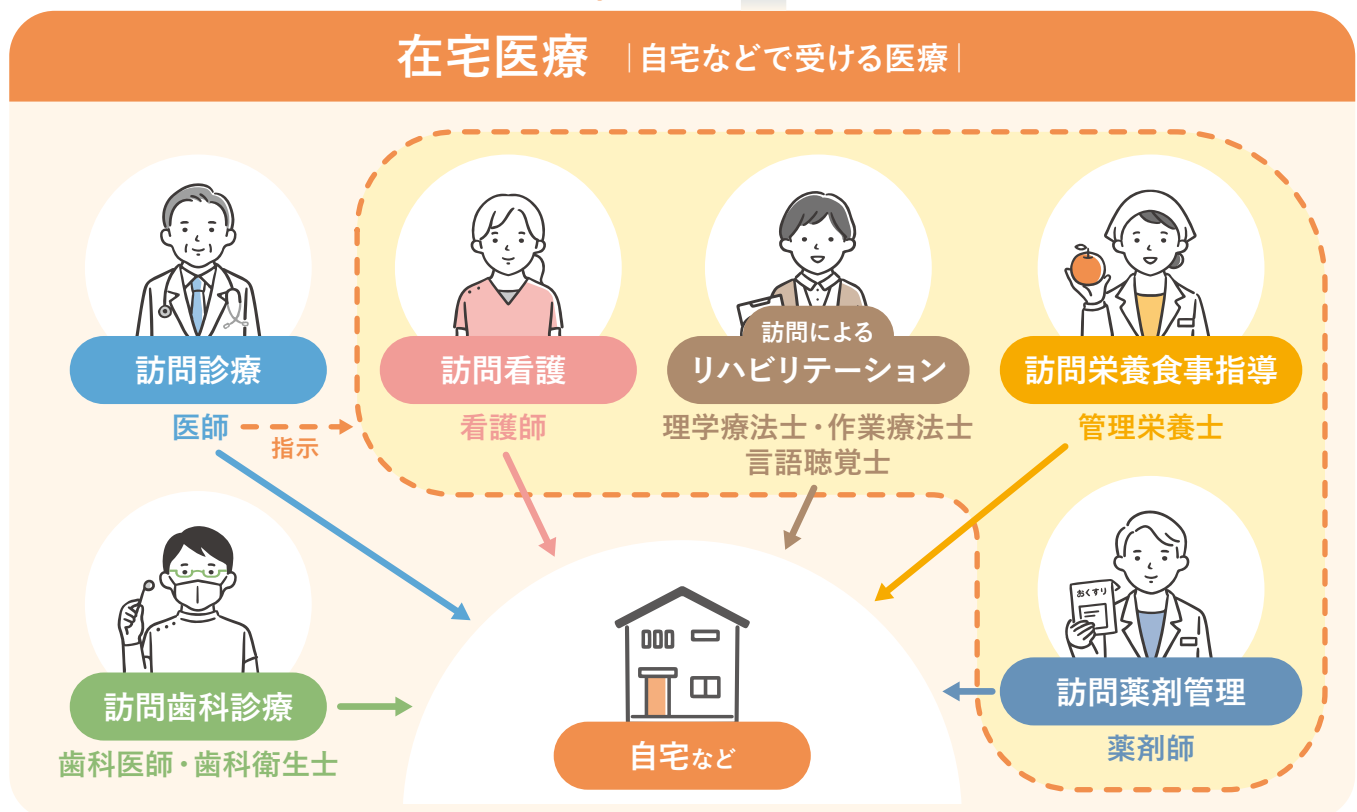 在宅医療 |自宅などで受ける医療|
訪問診療
医師
指示
訪問看護
看護師
訪問による
リハビリテーション
理学療法士・作業療法士
言語聴覚士
訪問栄養食事指導
管理栄養士
訪問歯科診療
歯科医師・歯科衛生士
自宅など
おくすり
訪問薬剤管理
薬剤師